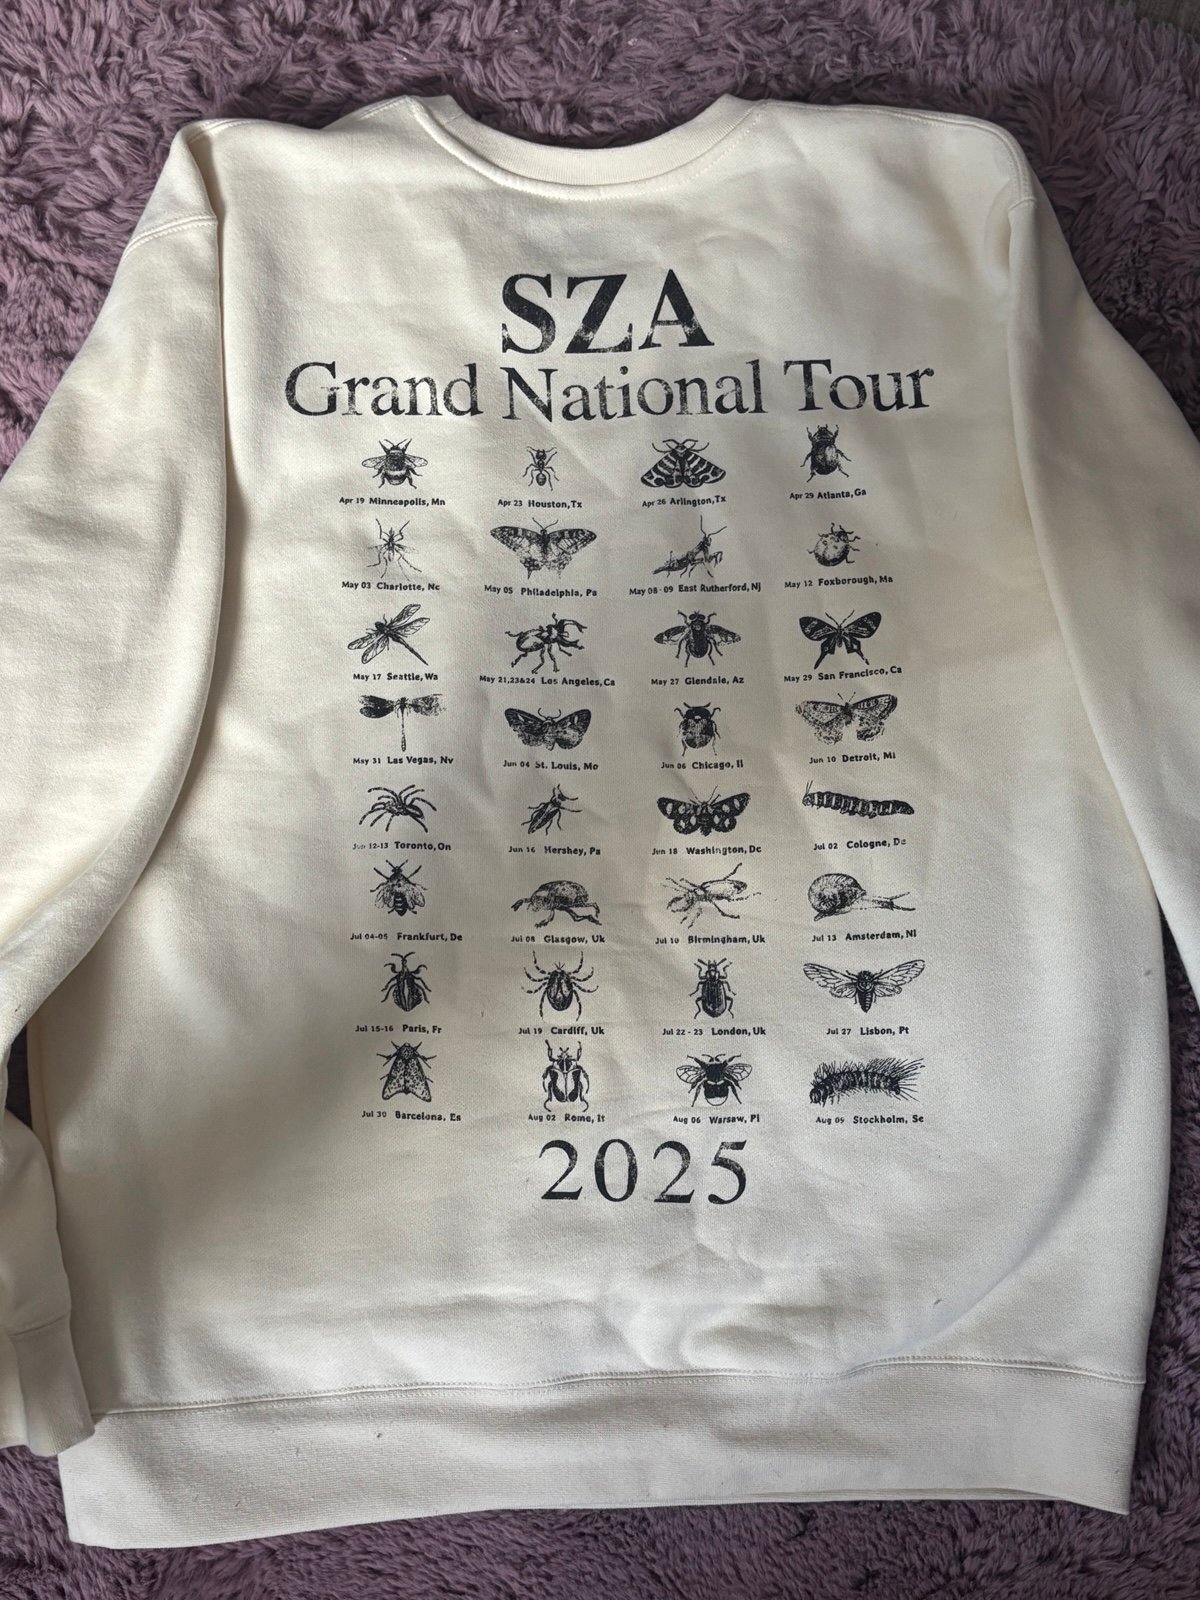 SZA
Grand National Tour
Apr 19 Minneapolis, Mn Apr 23 Houston,Tx Apr 26 Arlington,Tx Apr 29 Atlanta,Ga
May 03 Charlotte, Nc May 05 Philadelphia, Pa May 08-09 East Rutherford, Nj May 12 Foxborough, Ma
May 17 Seattle, Wa May 21,23&24 Los Angeles,Ca May 27 Glendale, Az May 29 San Francisco, Ca
May 31 Las Vegas, Nv Jun 04 St. Louis, Mo Jun 06 Chicago, Il Jun 10 Detroit, Mi
Jun 12-13 Toronto,On Jun 16 Hershey, Pa Jun 18 Washington, Dc Jul 02 Cologne, De
Jul 04-05 Frankfurt, De Jul 08 Glasgow, Uk Jul 10 Birmingham, Uk Jul 13 Amsterdam, Nl
Jul 15-16 Paris, Fr Jul 19 Cardiff, Uk Jul 22 - 23 London, Uk Jul 27 Lisbon, Pt
Jul 30 Barcelona, Es Aug 02 Rome, It Aug 06 Warsaw, Pl Aug 09 Stockholm, Se
2025